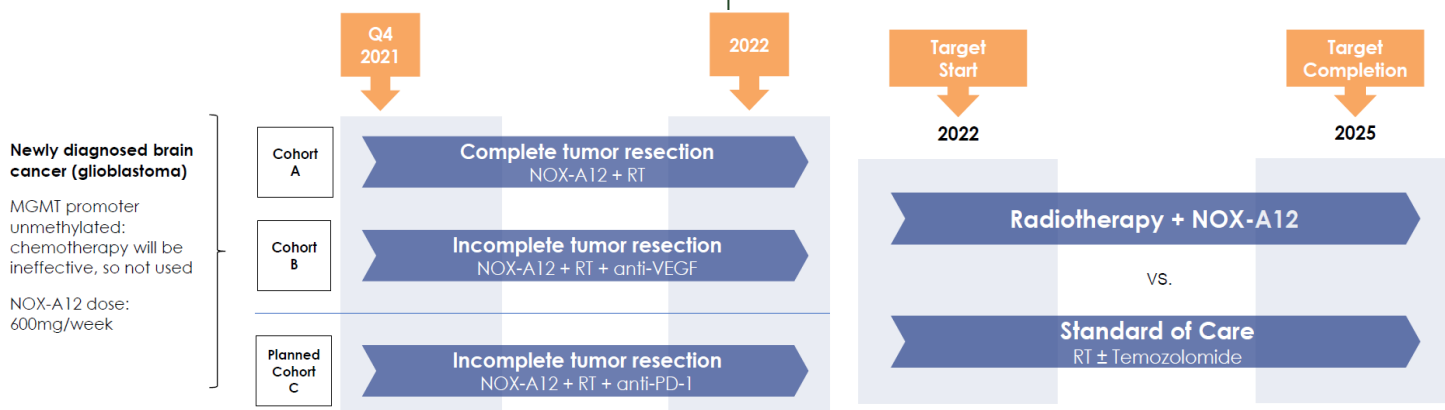 Q4
2021
2022
Target
Start
Target
Completion
2022
2025
Newly diagnosed brain
cancer (glioblastoma)
MGMT promoter
unmethylated:
chemotherapy will be
ineffective, so not used
NOX-A12 dose:
600mg/week
Cohort
A
Complete tumor resection
NOX-A12 + RT
Cohort
B
Incomplete tumor resection
NOX-A12 + RT + anti-VEGF
Planned
Cohort
C
Incomplete tumor resection
NOX-A12 + RT + anti-PD-1
Radiotherapy + NOX-A12
VS.
Standard of Care
RT ± Temozolomide